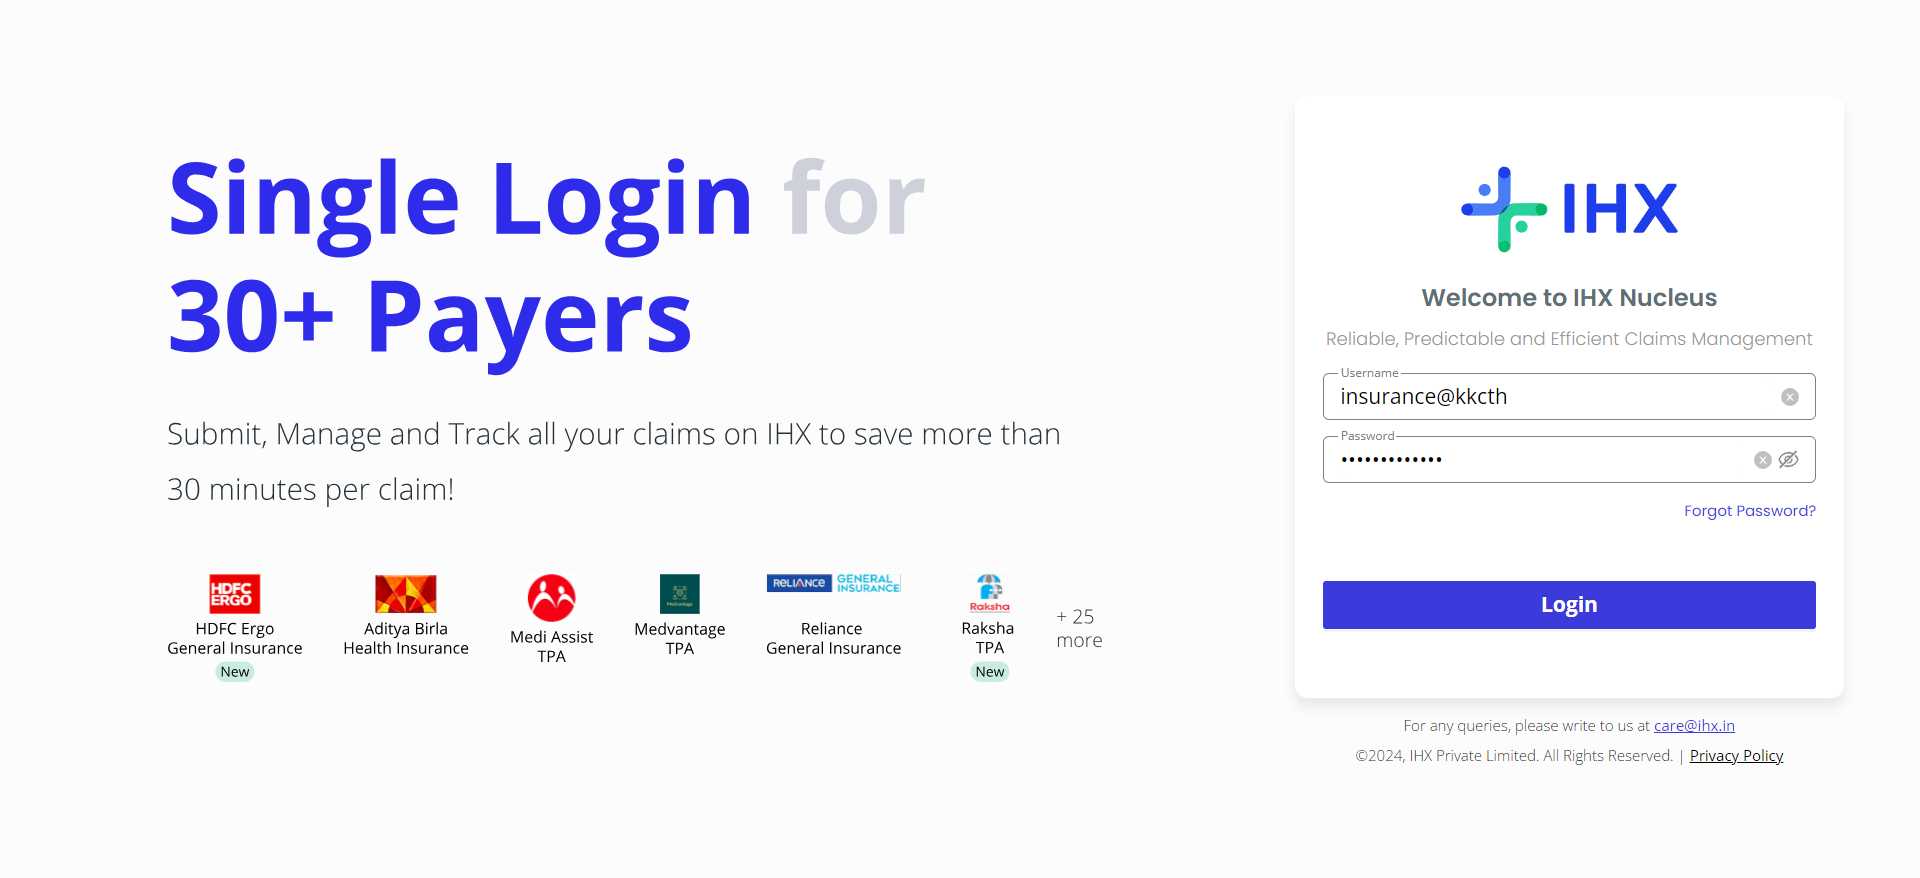 Single Login for
30+ Payers
Submit, Manage and Track all your claims on IHX to save more than
30 minutes per claim!
HDFC
ERGO
HDFC Ergo
General Insurance
New
Aditya Birla
Health Insurance
Medi Assist
TPA
Medvantage
Medvantage
TPA
RELIANCE GENERAL
INSURANCE
Reliance
General Insurance
Raksha
Raksha
TPA
New
+ 25
more
IHX
Welcome to IHX Nucleus
Reliable, Predictable and Efficient Claims Management
Username
insurance@kkcth
Password
•••••••••••••
Forgot Password?
Login
For any queries, please write to us at care@ihx.in
©2024, IHX Private Limited. All Rights Reserved. | Privacy Policy